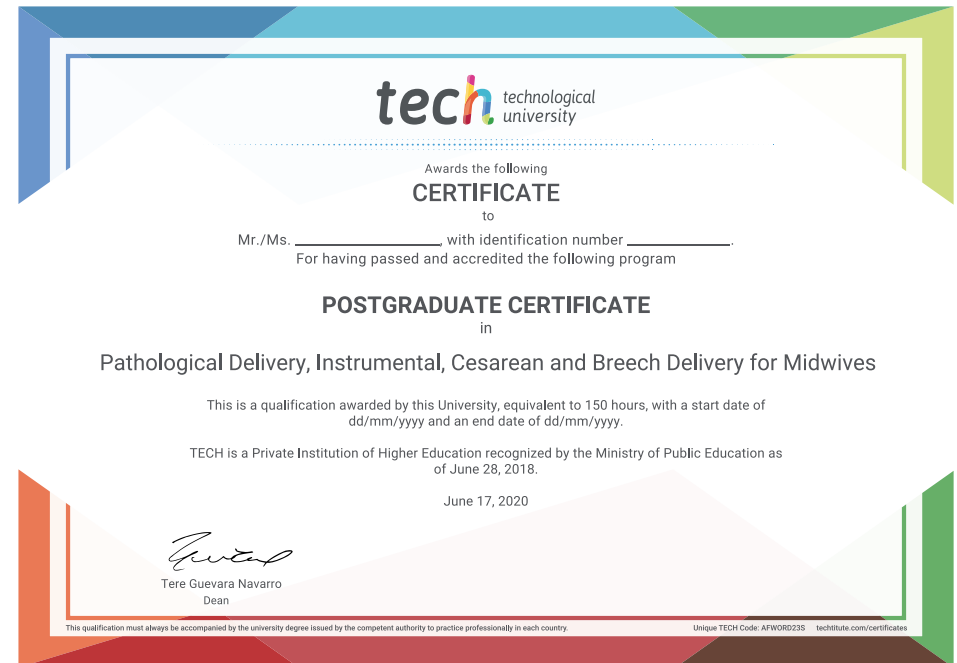 tech technological
university
Awards the following
CERTIFICATE
to
Mr./Ms. ____________________, with identification number ______________.
For having passed and accredited the following program
POSTGRADUATE CERTIFICATE
in
Pathological Delivery, Instrumental, Cesarean and Breech Delivery for Midwives
This is a qualification awarded by this University, equivalent to 150 hours, with a start date of
dd/mm/yyyy and an end date of dd/mm/yyyy.
TECH is a Private Institution of Higher Education recognized by the Ministry of Public Education as
of June 28, 2018.
June 17, 2020
Tere Guevara Navarro
Dean
This qualification must always be accompanied by the university degree issued by the competent authority to practice professionally in each country.
Unique TECH Code: AFWORD23S techtitute.com/certificates